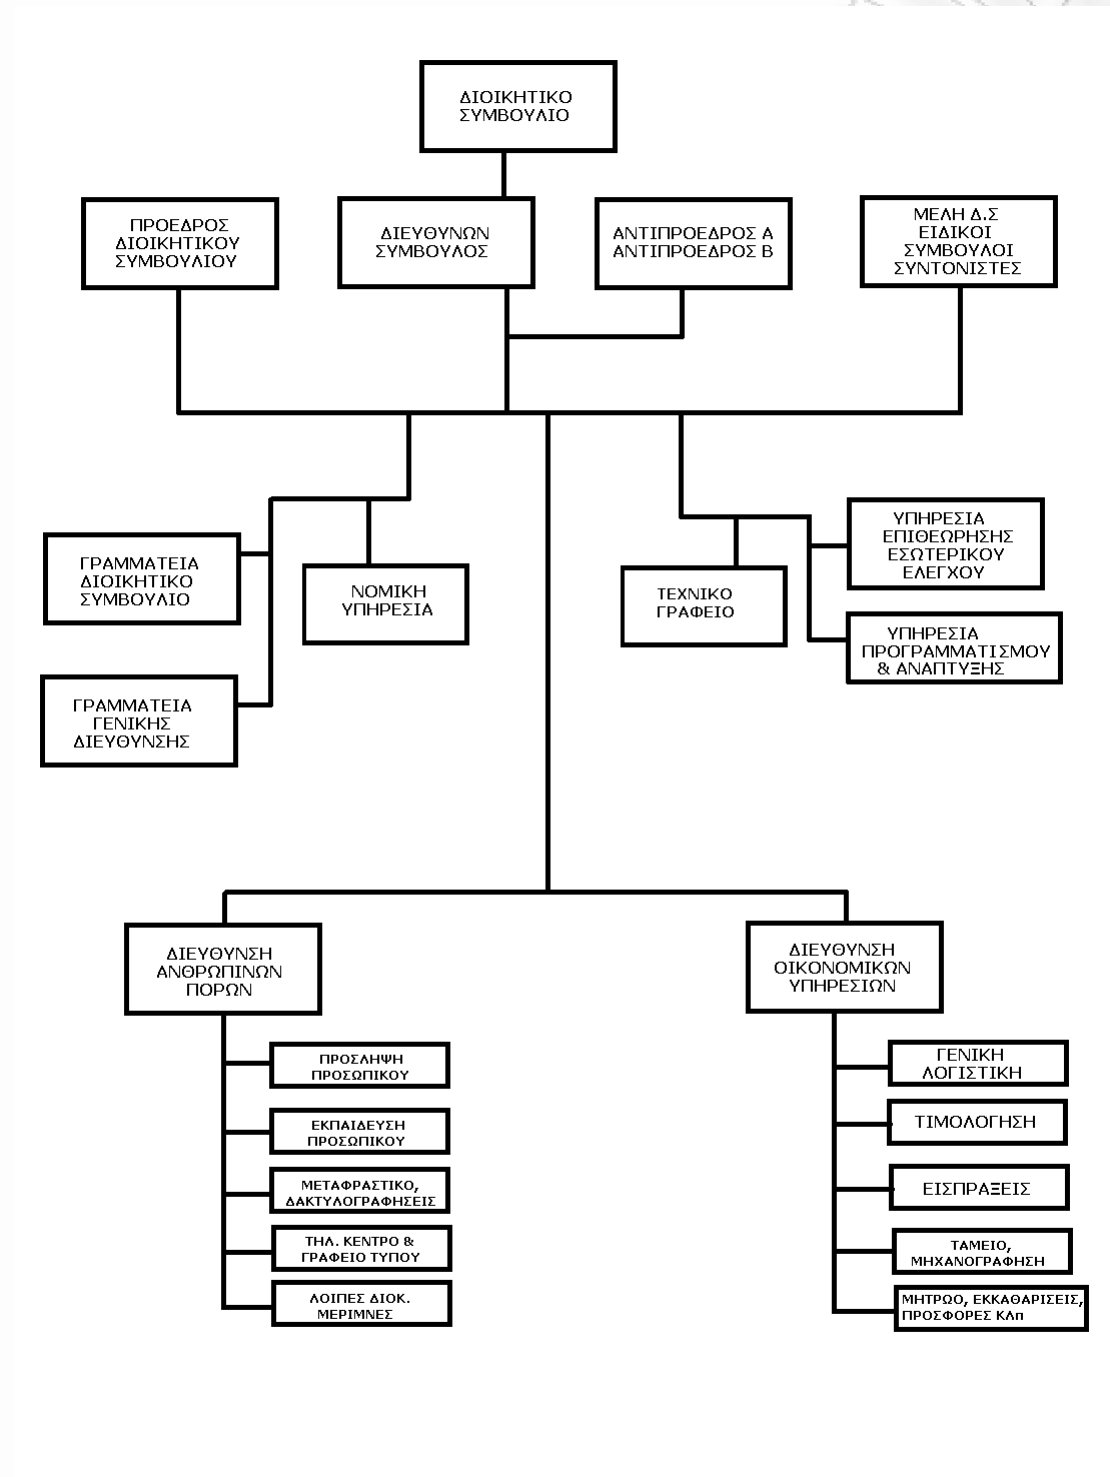 ΔΙΟΙΚΗΤΙΚΟ
ΣΥΜΒΟΥΛΙΟ
ΠΡΟΕΔΡΟΣ
ΔΙΟΙΚΗΤΙΚΟΥ
ΣΥΜΒΟΥΛΙΟΥ
ΔΙΕΥΘΥΝΩΝ
ΣΥΜΒΟΥΛΟΣ
ΑΝΤΙΠΡΟΕΔΡΟΣ Α
ΑΝΤΙΠΡΟΕΔΡΟΣ Β
ΜΕΛΗ Δ.Σ
ΕΙΔΙΚΟΙ
ΣΥΜΒΟΥΛΟΙ
ΣΥΝΤΟΝΙΣΤΕΣ
ΓΡΑΜΜΑΤΕΙΑ
ΔΙΟΙΚΗΤΙΚΟ
ΣΥΜΒΟΥΛΙΟ
ΝΟΜΙΚΗ
ΥΠΗΡΕΣΙΑ
ΤΕΧΝΙΚΟ
ΓΡΑΦΕΙΟ
ΥΠΗΡΕΣΙΑ
ΕΠΙΘΕΩΡΗΣΗΣ
ΕΣΩΤΕΡΙΚΟΥ
ΕΛΕΓΧΟΥ
ΥΠΗΡΕΣΙΑ
ΠΡΟΓΡΑΜΜΑΤΙΣΜΟΥ
& ΑΝΑΠΤΥΞΗΣ
ΓΡΑΜΜΑΤΕΙΑ
ΓΕΝΙΚΗΣ
ΔΙΕΥΘΥΝΣΗΣ
ΔΙΕΥΘΥΝΣΗ
ΑΝΘΡΩΠΙΝΩΝ
ΠΟΡΩΝ
ΔΙΕΥΘΥΝΣΗ
ΟΙΚΟΝΟΜΙΚΩΝ
ΥΠΗΡΕΣΙΩΝ
ΠΡΟΣΛΗΨΗ
ΠΡΟΣΩΠΙΚΟΥ
ΕΚΠΑΙΔΕΥΣΗ
ΠΡΟΣΩΠΙΚΟΥ
ΜΕΤΑΦΡΑΣΤΙΚΟ,
ΔΑΚΤΥΛΟΓΡΑΦΗΣΕΙΣ
ΤΗΛ. ΚΕΝΤΡΟ &
ΓΡΑΦΕΙΟ ΤΥΠΟΥ
ΛΟΙΠΕΣ ΔΙΟΚ.
ΜΕΡΙΜΝΕΣ
ΓΕΝΙΚΗ
ΛΟΓΙΣΤΙΚΗ
ΤΙΜΟΛΟΓΗΣΗ
ΕΙΣΠΡΑΞΕΙΣ
ΤΑΜΕΙΟ,
ΜΗΧΑΝΟΓΡΑΦΗΣΗ
ΜΗΤΡΩΟ, ΕΚΚΑΘΑΡΙΣΕΙΣ,
ΠΡΟΣΦΟΡΕΣ ΚΛπ